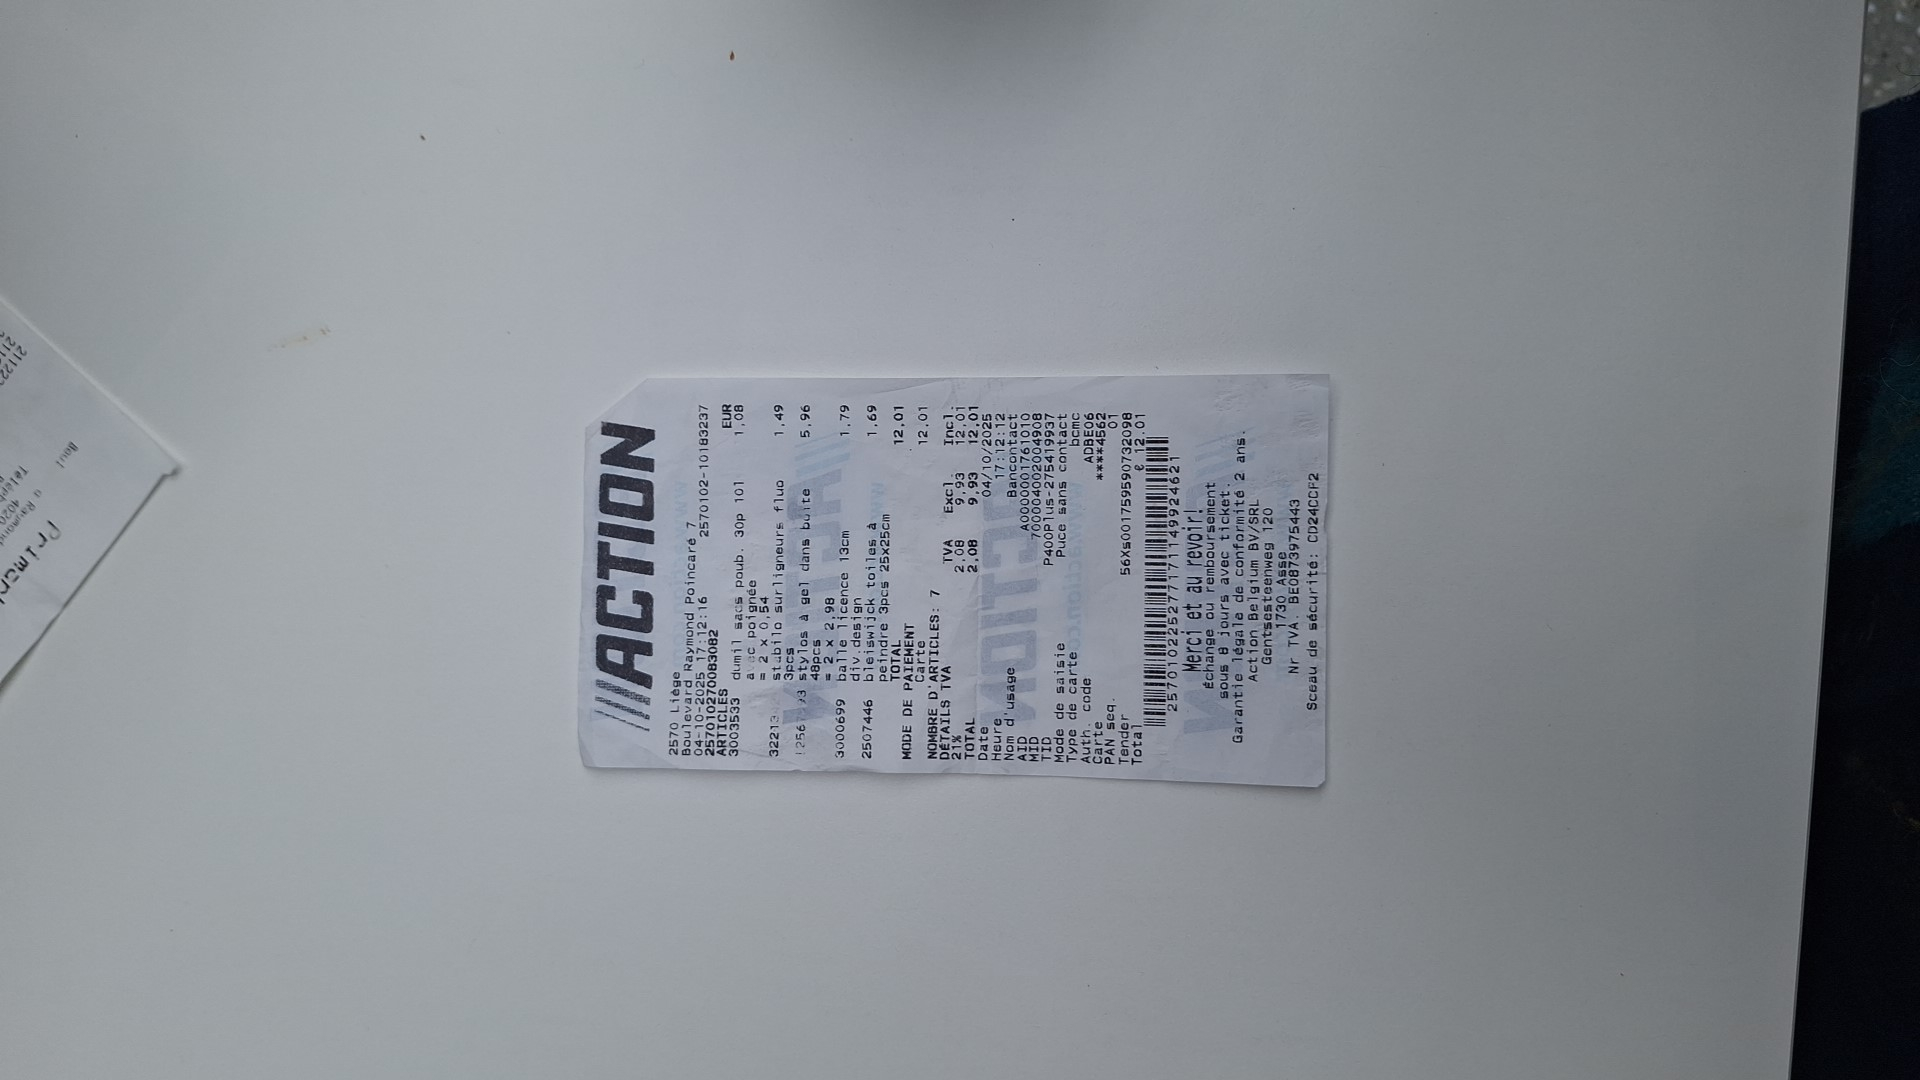 ACTION
2570 Liège
Boulevard Raymond Poincaré 7
04-10-2025 17:12:16 2570102-10183237
257010270083082
ARTICLES EUR
3003533 dumil sacs poub. 30p 10l 1,08
avec poignée
= 2 x 0,54
stabilo surligneurs fluo 1,49
3pcs
stylos à gel dans boîte 5,96
48pcs
= 2 x 2,98
3000699 balle licence 13cm 1,79
div.design
2507446 bleiswijck toiles à 1,69
peindre 3pcs 25x25cm
TOTAL 12,01
MODE DE PAIEMENT
Carte 12,01
NOMBRE D'ARTICLES: 7
DÉTAILS TVA TVA Excl. Incl.
21% 2,08 9,93 12,01
TOTAL 2,08 9,93 12,01
Date 04/10/2025
Heure 17:12:12
Nom d'usage Bancontact
AID A0000001761010
MID 70004002004908
TID P400Plus-275419937
Mode de saisie Puce sans contact
Type de carte bcmc
Auth. code ADBE06
Carte ****4562
PAN seq. 01
Tender 56Xs001759590732098
Total € 12.01
257010225277171149924621
Merci et au revoir!
Échange ou remboursement
sous 8 jours avec ticket.
Garantie légale de conformité 2 ans.
Action Belgium BV/SRL
Gentsesteenweg 120
1730 Asse
Nr TVA. BE0873975443
Sceau de sécurité: CD24CCF2